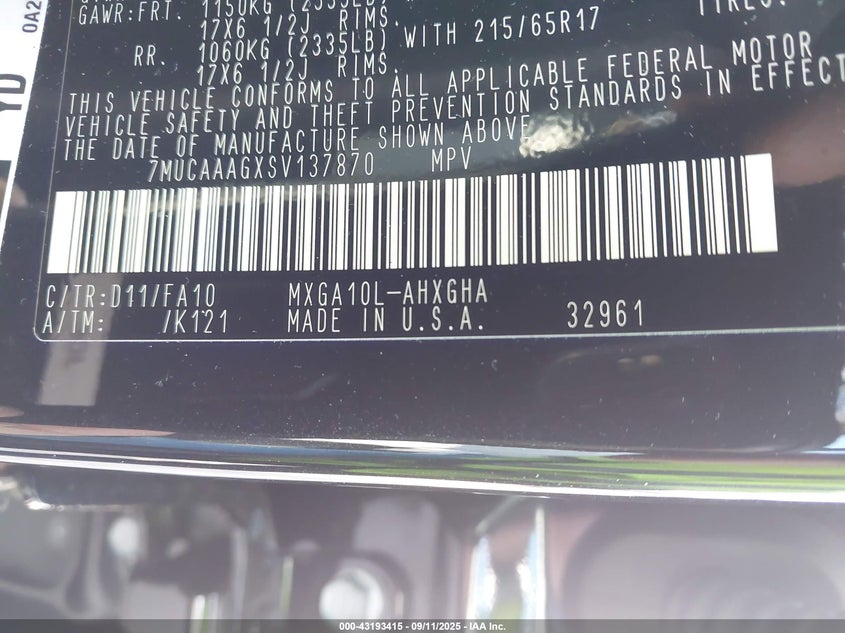 GAWR:FRT. 1150KG (2535LB)
17X6 1/2J RIMS.
RR. 1060KG (2335LB) WITH 215/65R17
17X6 1/2J RIMS.
THIS VEHICLE CONFORMS TO ALL APPLICABLE FEDERAL MOTOR
VEHICLE SAFETY AND THEFT PREVENTION STANDARDS IN EFFECT
THE DATE OF MANUFACTURE SHOWN ABOVE.
7MUCAAAGXSV137870 MPV
C/TR:D11/FA10 MXGA10L-AHXGHA
A/TM: /K121 MADE IN U.S.A. 32961
0A2
YD
000-43193415 - 09/11/2025 - IAA Inc.